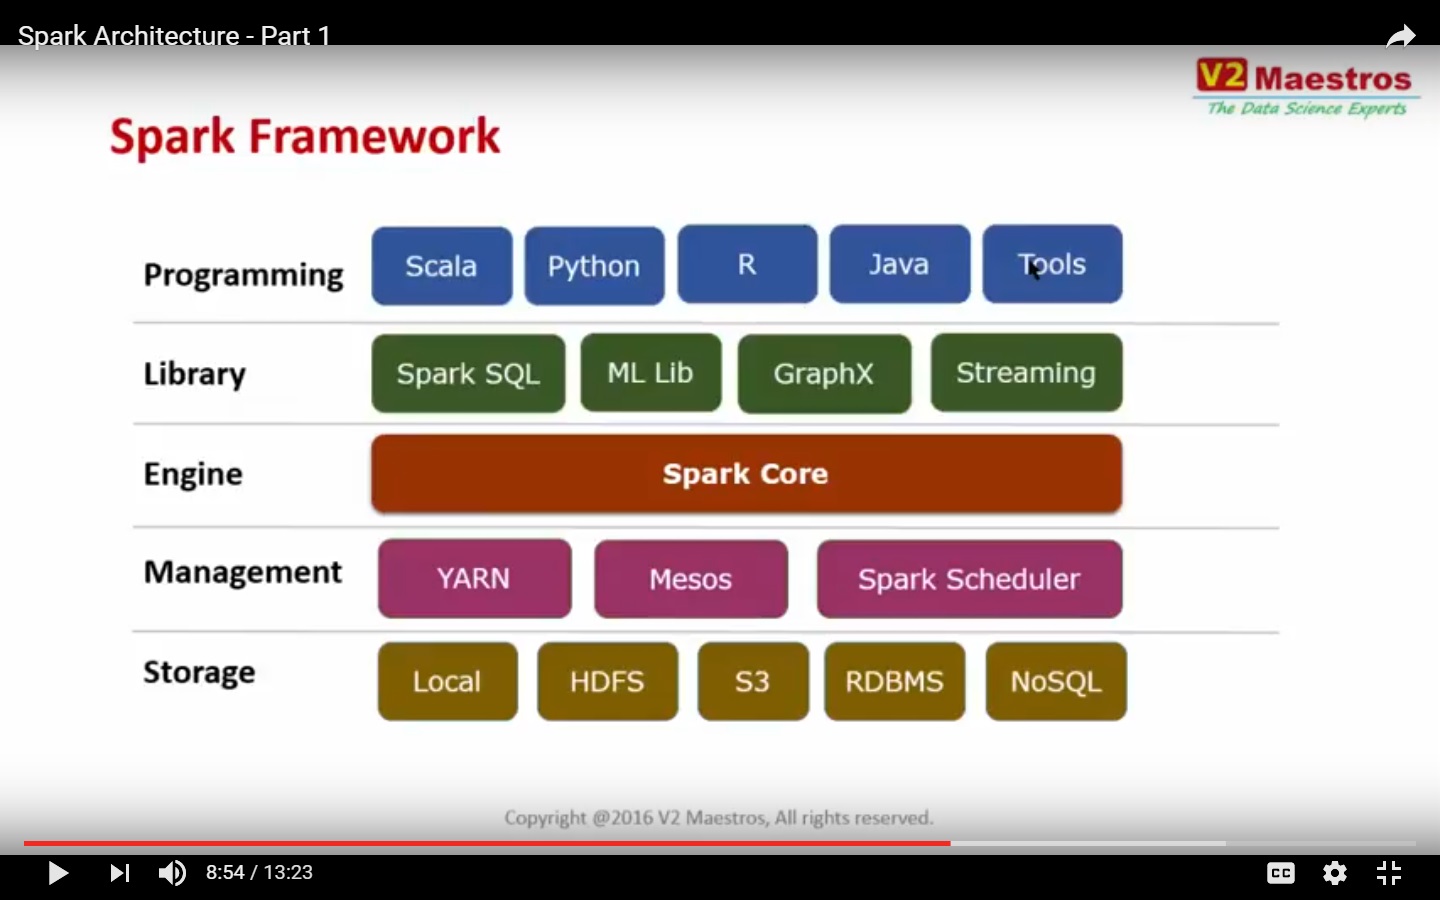 Spark Architecture - Part 1
V2 Maestros
The Data Science Experts
Spark Framework
Programming Scala Python R Java Tools
Library Spark SQL ML Lib GraphX Streaming
Engine Spark Core
Management YARN Mesos Spark Scheduler
Storage Local HDFS S3 RDBMS NoSQL
Copyright @2016 V2 Maestros, All rights reserved.
8:54 / 13:23 CC